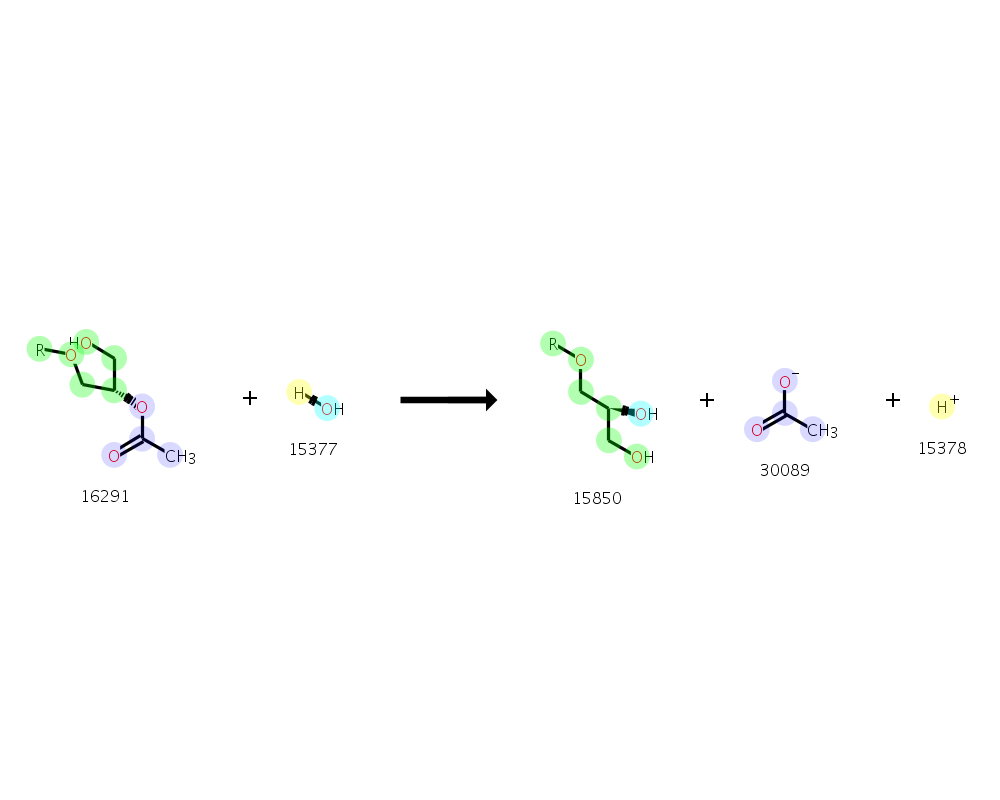 R O HO O O CH3
16291
+
H OH
15377
R O OH OH
15850
+
O− O CH3
30089
+
H+
15378